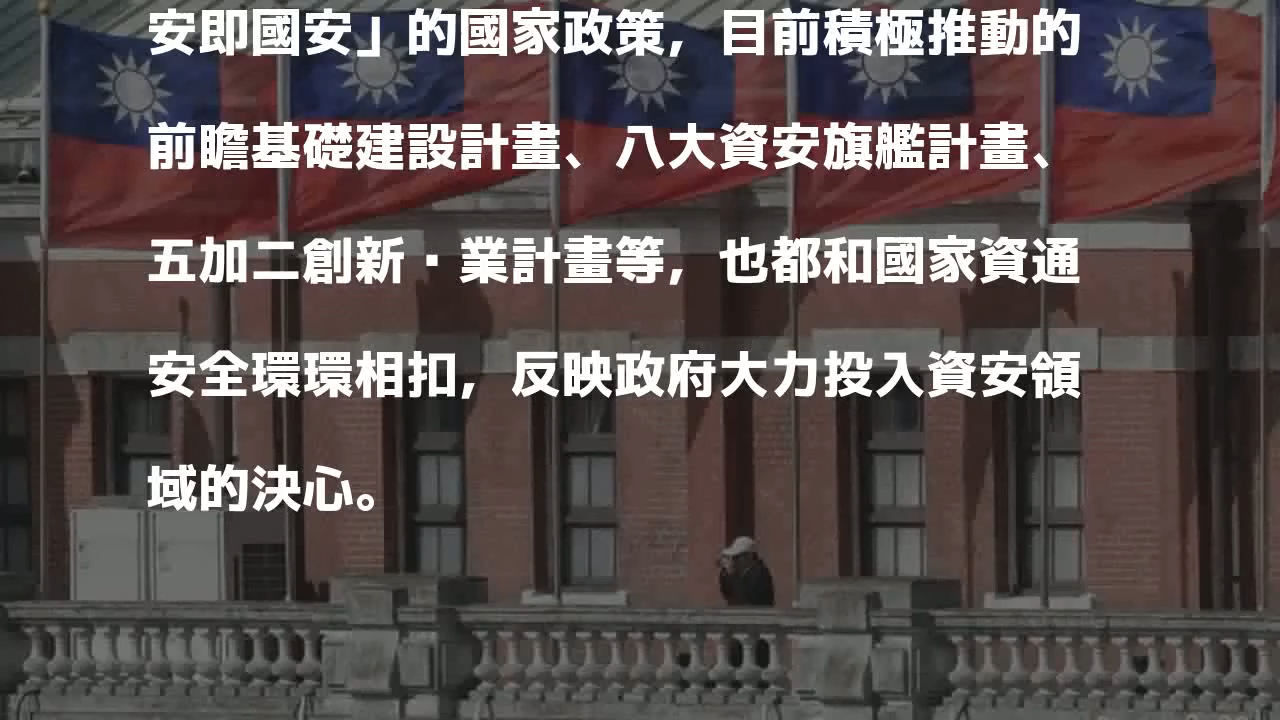 安即國安」的國家政策，目前積極推動的
前瞻基礎建設計畫、八大資安旗艦計畫、
五加二創新·業計畫等，也都和國家資通
安全環環相扣，反映政府大力投入資安領
域的決心。